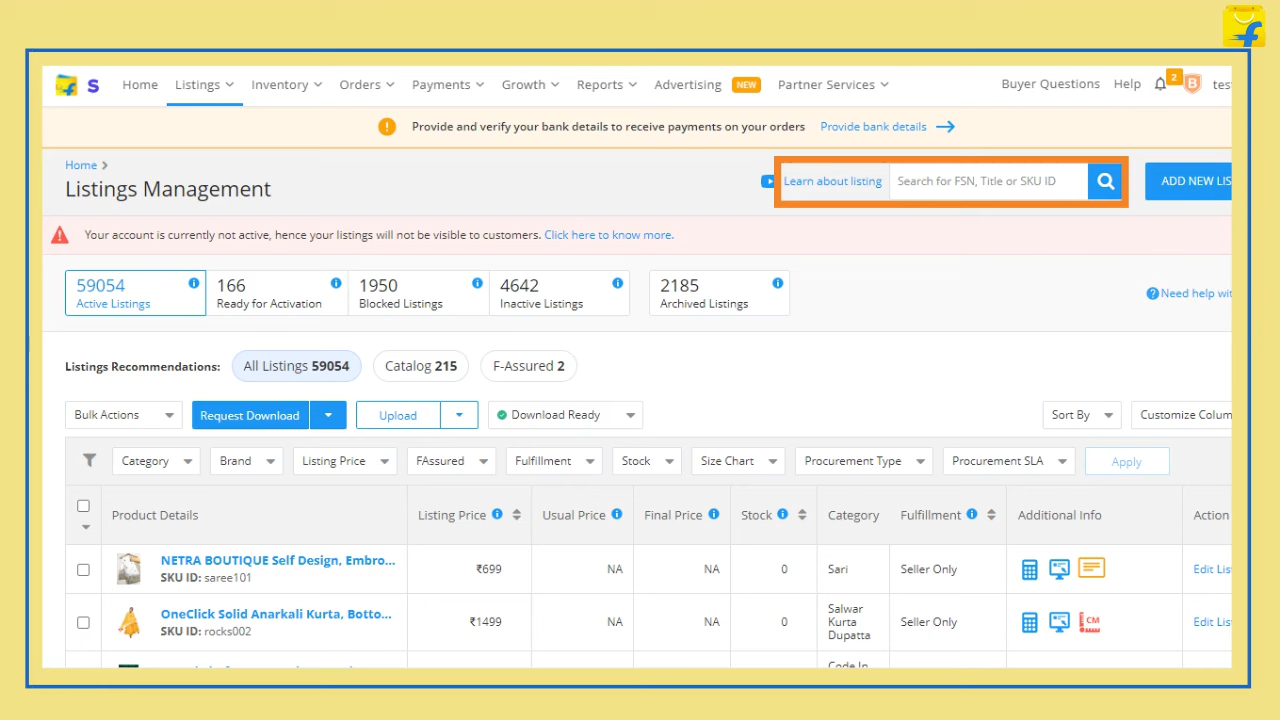 Home Listings Inventory Orders Payments Growth Reports Advertising NEW Partner Services Buyer Questions Help 2
Provide and verify your bank details to receive payments on your orders Provide bank details
Home
Listings Management
Learn about listing Search for FSN, Title or SKU ID ADD NEW LIS
Your account is currently not active, hence your listings will not be visible to customers. Click here to know more.
59054 166 1950 4642 2185
Active Listings Ready for Activation Blocked Listings Inactive Listings Archived Listings
Need help wit
Listings Recommendations: All Listings 59054 Catalog 215 F-Assured 2
Bulk Actions Request Download Upload Download Ready Sort By Customize Colum
Category Brand Listing Price FAssured Fulfillment Stock Size Chart Procurement Type Procurement SLA Apply
Product Details Listing Price Usual Price Final Price Stock Category Fulfillment Additional Info Action
NETRA BOUTIQUE Self Design, Embro...
SKU ID: saree101
₹699 NA NA 0 Sari Seller Only Edit Lis
OneClick Solid Anarkali Kurta, Botto...
SKU ID: rocks002
₹1499 NA NA 0
Salwar
Kurta
Dupatta
Seller Only CM Edit Lis